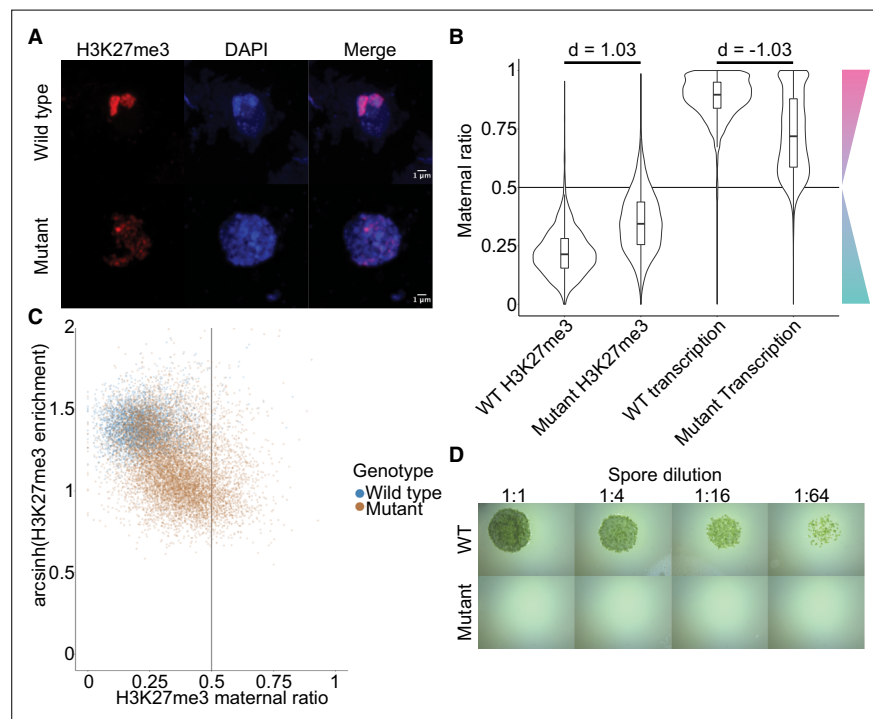 A
H3K27me3 DAPI Merge
Wild type
1 μm
Mutant
1 μm
B
d = 1.03 d = -1.03
Maternal ratio
1
0.75
0.5
0.25
0
WT H3K27me3
Mutant H3K27me3
WT transcription
Mutant Transcription
C
arcsinh(H3K27me3 enrichment)
2
1.5
1
0.5
0
0 0.25 0.5 0.75 1
H3K27me3 maternal ratio
Genotype
Wild type
Mutant
D
Spore dilution
1:1 1:4 1:16 1:64
WT
Mutant